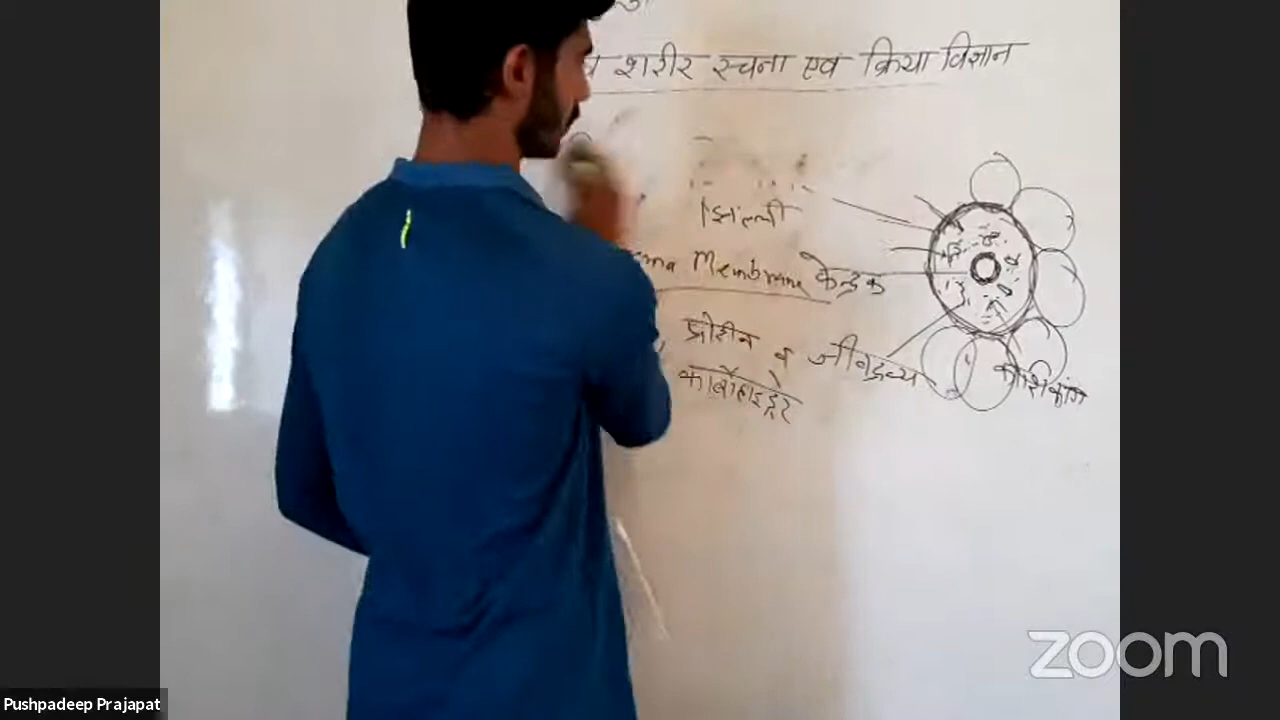 शरीर रचना एवं क्रिया विज्ञान
झिल्ली
Membrane केन्द्रक
प्रोटीन व जीवद्रव्य
कार्बोहाइड्रेट
zoom
Pushpadeep Prajapat